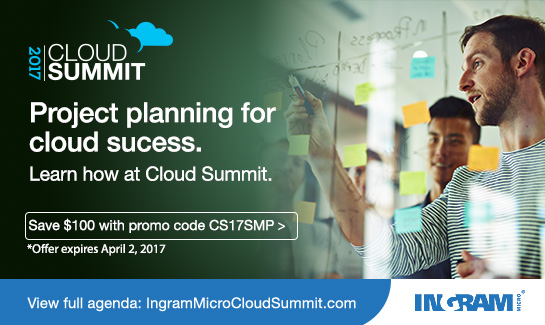 2017
CLOUD
SUMMIT
Project planning for
cloud sucess.
Learn how at Cloud Summit.
Save $100 with promo code CS17SMP >
*Offer expires April 2, 2017
View full agenda: IngramMicroCloudSummit.com
INGRAM MICRO ®